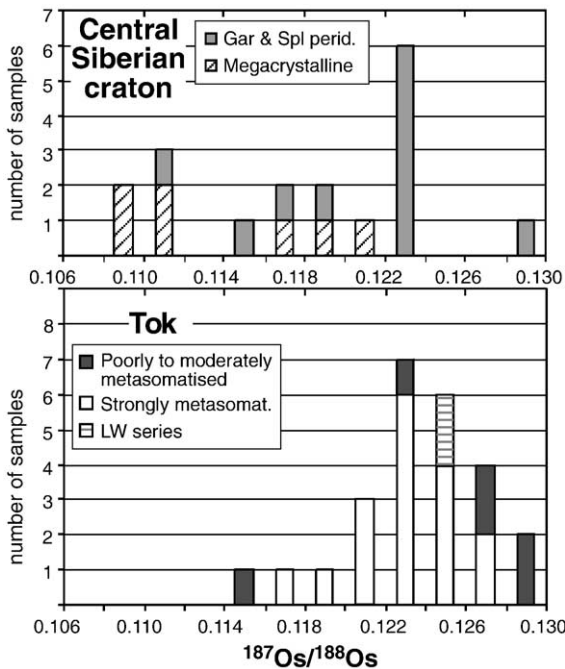 7
6
5
4
3
2
1
number of samples
Central
Siberian
craton
Gar & Spl perid.
Megacrystalline
0.106 0.110 0.114 0.118 0.122 0.126 0.130
8
7
6
5
4
3
2
1
number of samples
Tok
Poorly to moderately
metasomatised
Strongly metasomat.
LW series
0.106 0.110 0.114 0.118 0.122 0.126 0.130
¹⁸⁷Os/¹⁸⁸Os